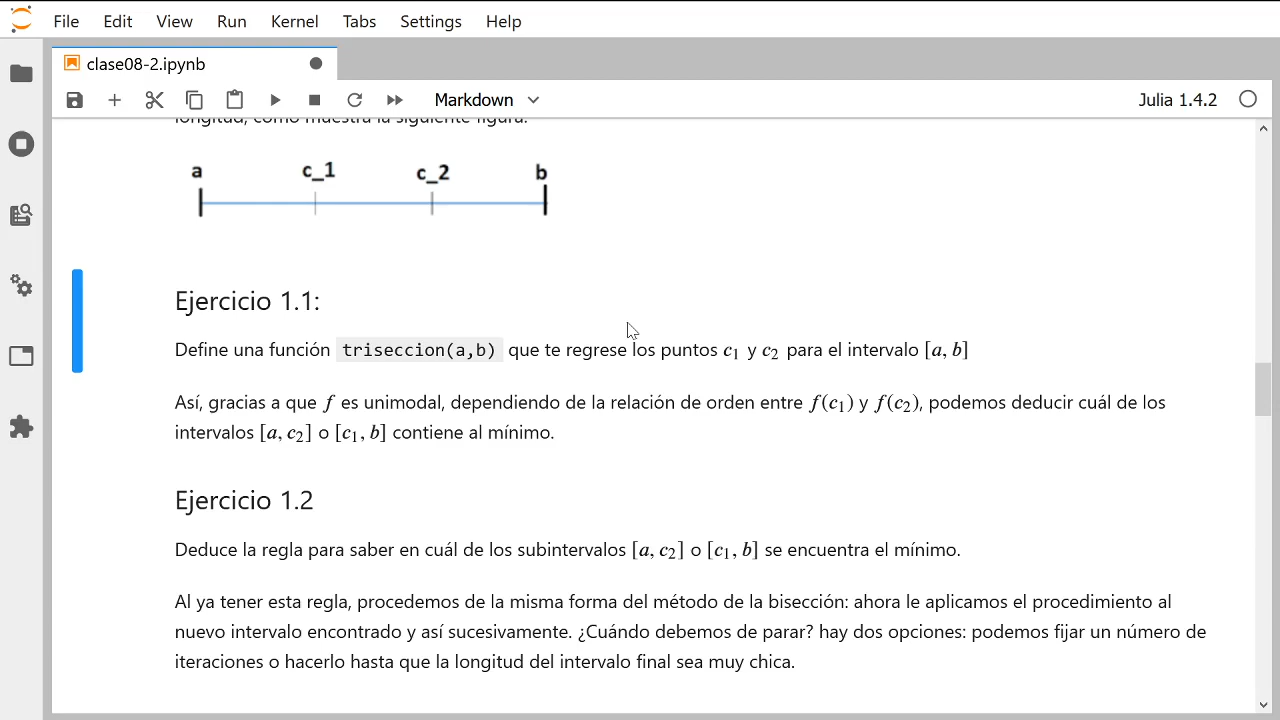 File Edit View Run Kernel Tabs Settings Help
clase08-2.ipynb
Markdown
Julia 1.4.2
longitud, como muestra la siguiente figura:
a c_1 c_2 b
Ejercicio 1.1:
Define una función triseccion(a,b) que te regrese los puntos c₁ y c₂ para el intervalo [a, b]
Así, gracias a que f es unimodal, dependiendo de la relación de orden entre f(c₁) y f(c₂), podemos deducir cuál de los
intervalos [a, c₂] o [c₁, b] contiene al mínimo.
Ejercicio 1.2
Deduce la regla para saber en cuál de los subintervalos [a, c₂] o [c₁, b] se encuentra el mínimo.
Al ya tener esta regla, procedemos de la misma forma del método de la bisección: ahora le aplicamos el procedimiento al
nuevo intervalo encontrado y así sucesivamente. ¿Cuándo debemos de parar? hay dos opciones: podemos fijar un número de
iteraciones o hacerlo hasta que la longitud del intervalo final sea muy chica.